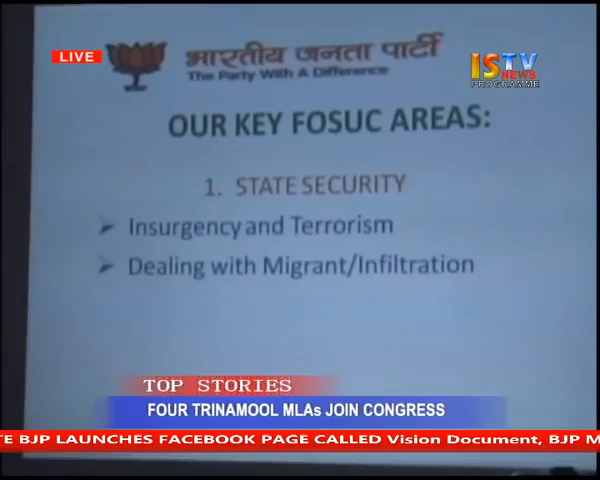 LIVE
भारतीय जनता पार्टी
The Party With A Difference
ISTV
NEWS
PROGRAMME
OUR KEY FOSUC AREAS:
1. STATE SECURITY
Insurgency and Terrorism
Dealing with Migrant/Infiltration
TOP STORIES
FOUR TRINAMOOL MLAs JOIN CONGRESS
TE BJP LAUNCHES FACEBOOK PAGE CALLED Vision Document, BJP M